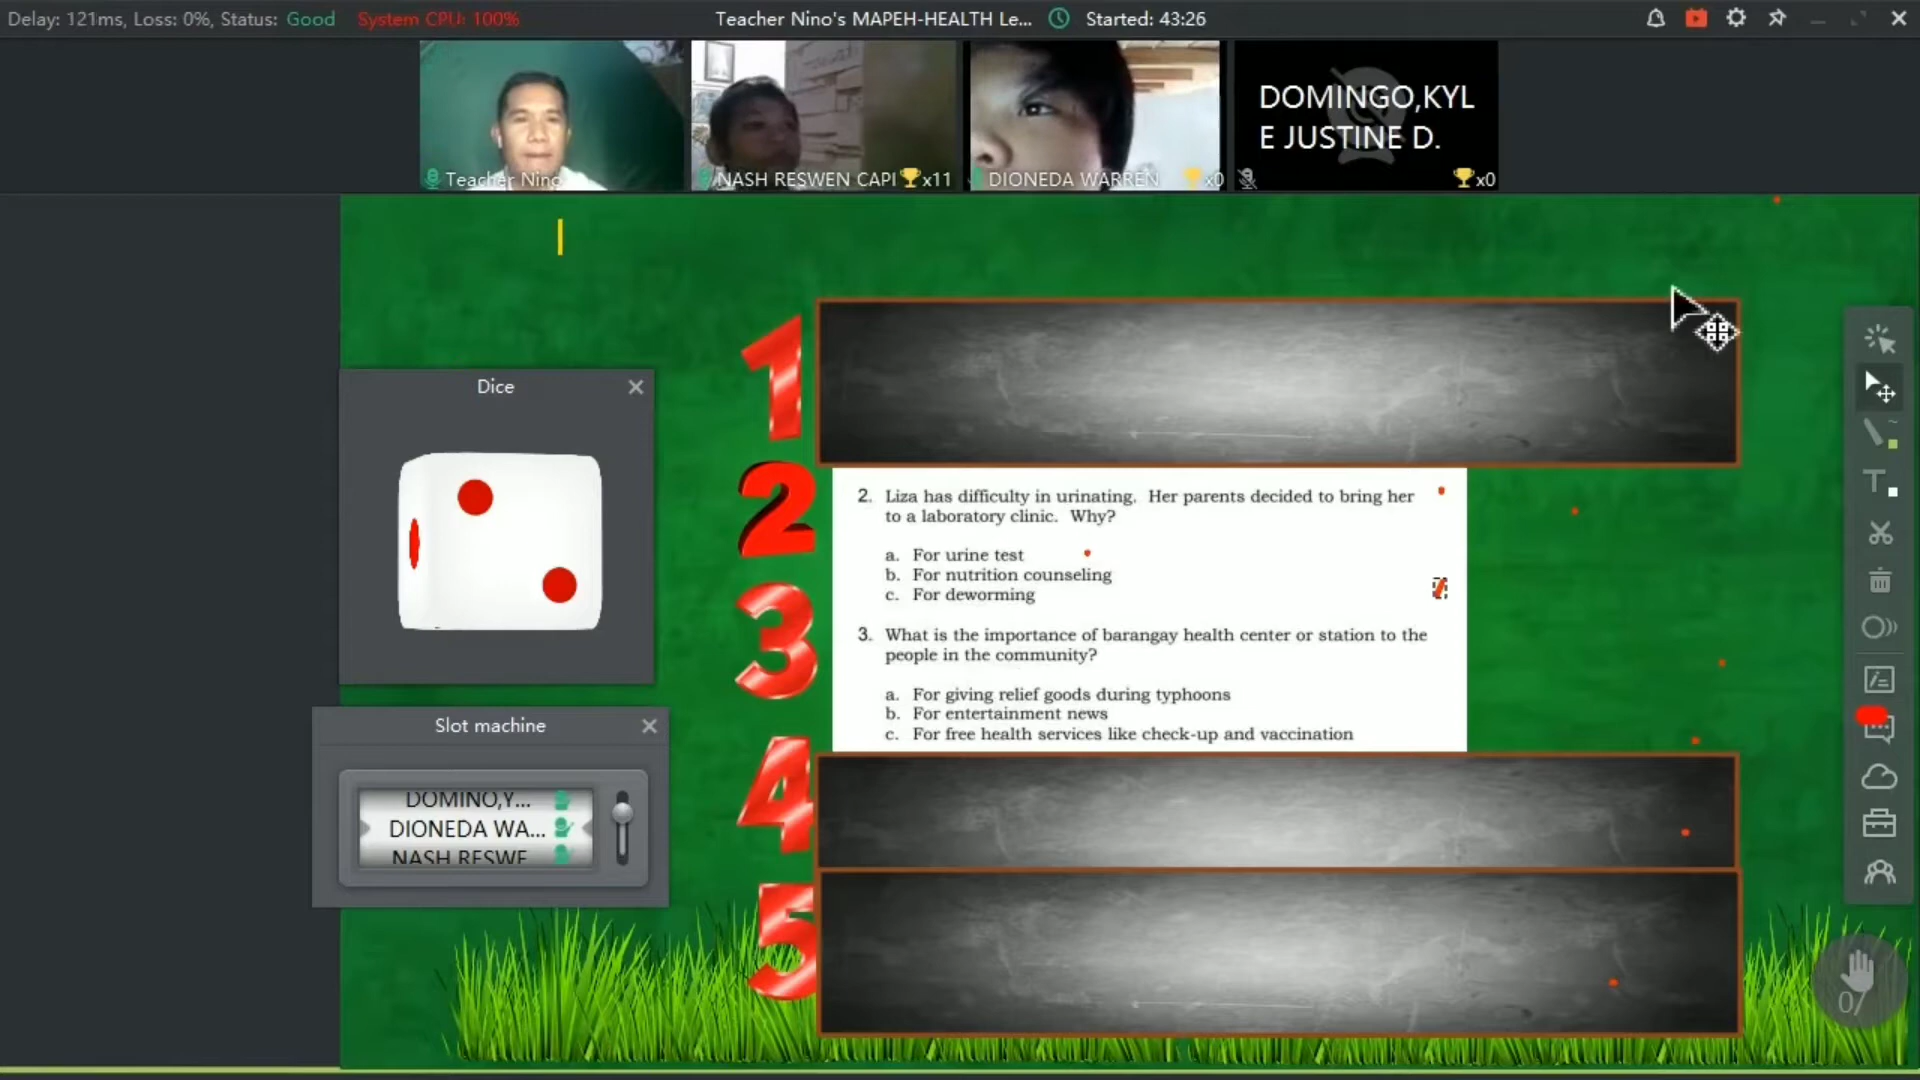 Delay: 121ms, Loss: 0%, Status: Good System CPU: 100% Teacher Nino's MAPEH-HEALTH Le... Started: 43:26
DOMINGO,KYL
E JUSTINE D.
Teacher Nino NASH RESWEN CAPI x11 DIONEDA WARREN x0 x0
1
Dice
2
2. Liza has difficulty in urinating. Her parents decided to bring her
to a laboratory clinic. Why?
a. For urine test
b. For nutrition counseling
c. For deworming
3
3. What is the importance of barangay health center or station to the
people in the community?
a. For giving relief goods during typhoons
b. For entertainment news
c. For free health services like check-up and vaccination
Slot machine
4
DOMINO,Y...
DIONEDA WA...
NASH RESWE
5
0/